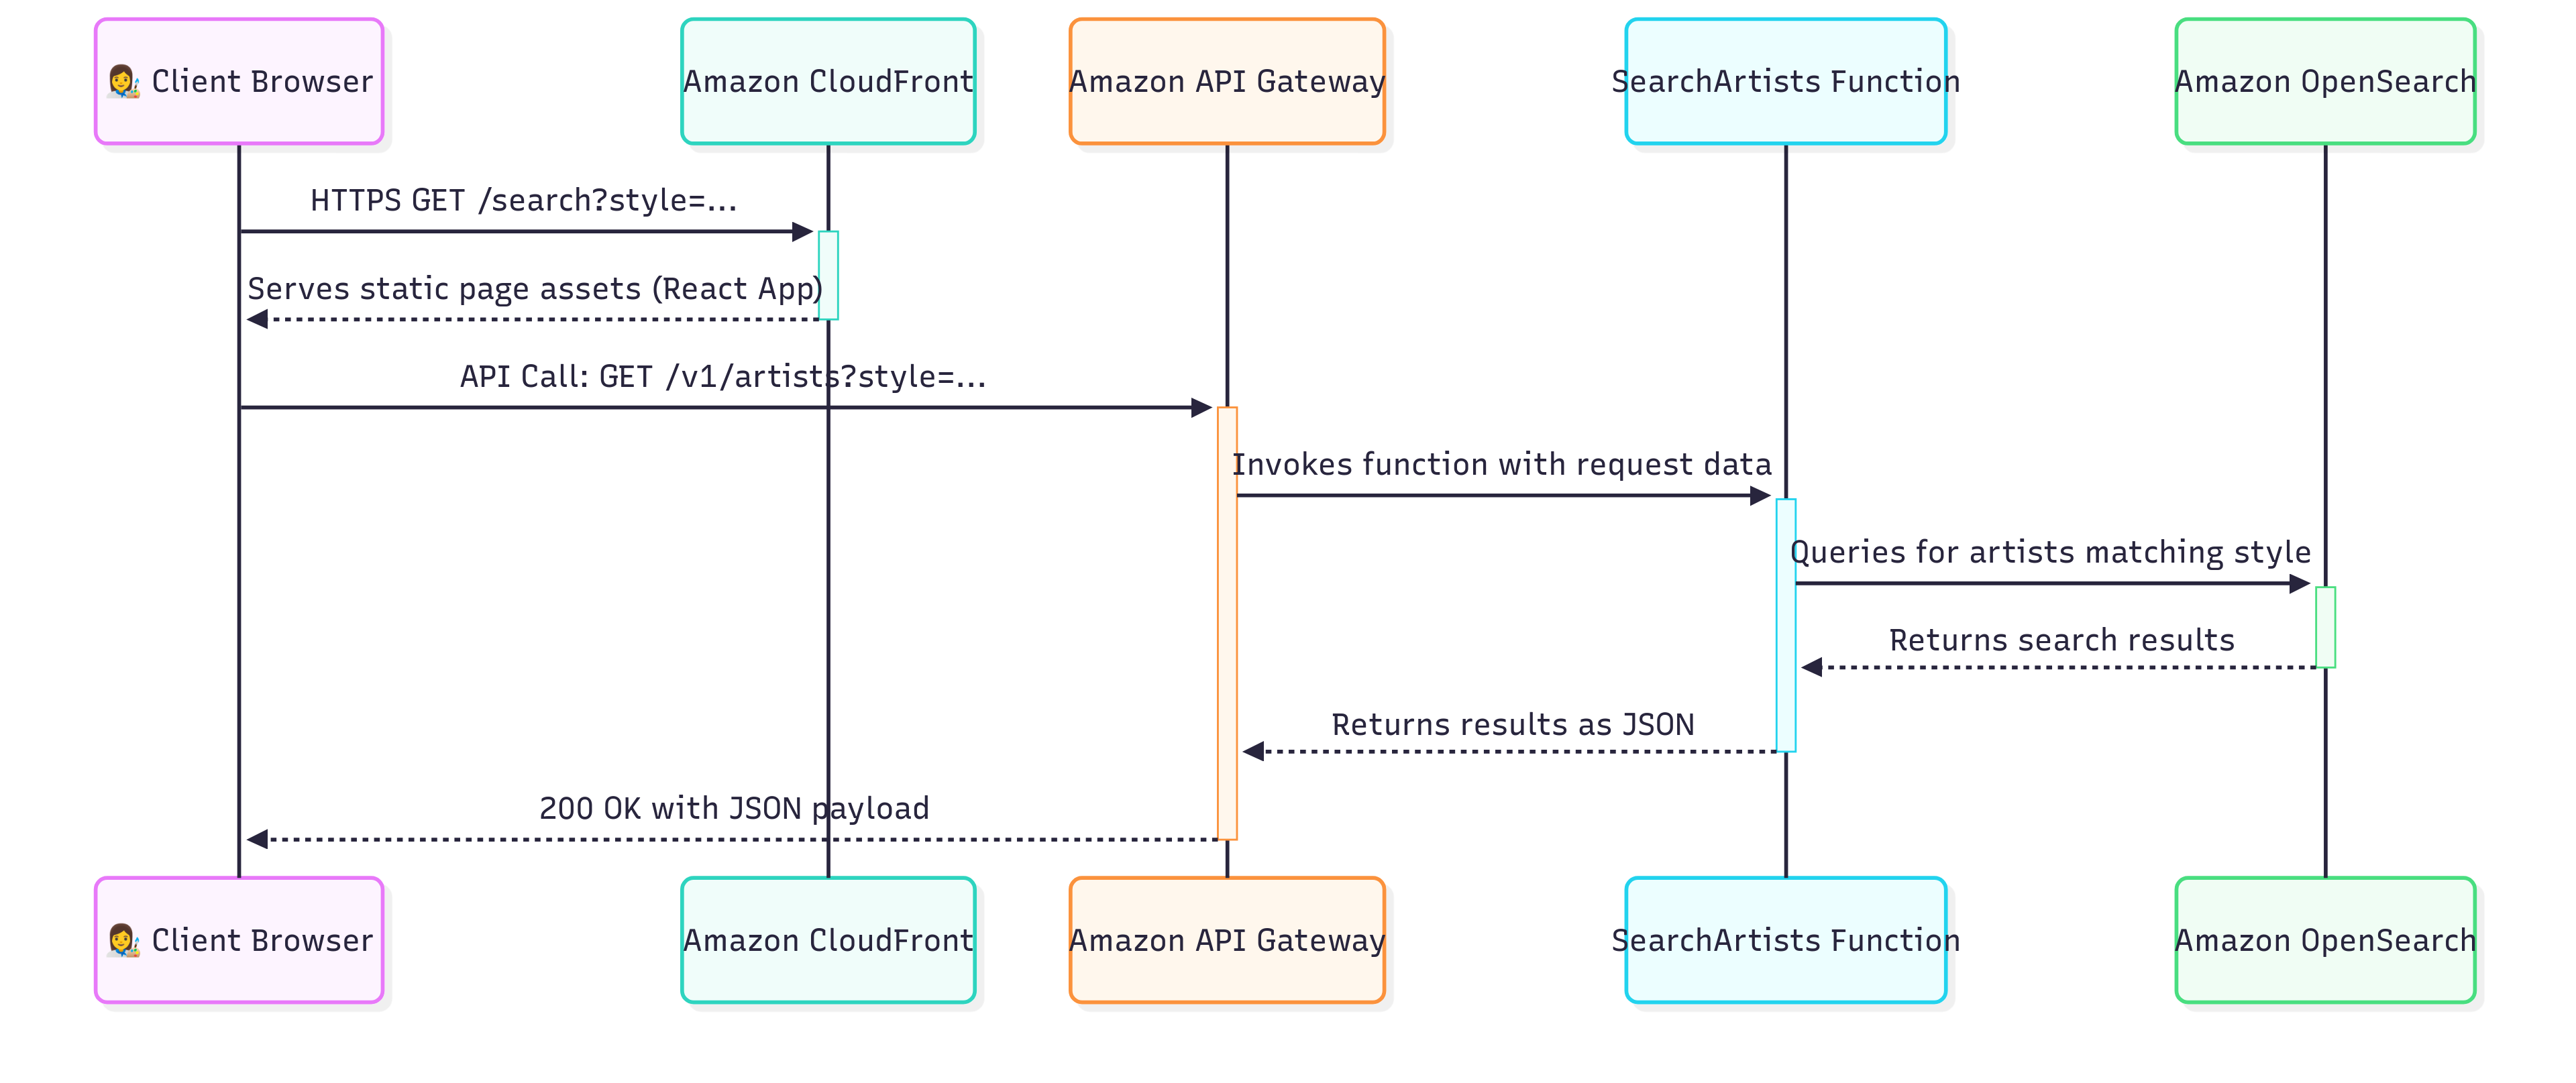 Client Browser
Amazon CloudFront
Amazon API Gateway
SearchArtists Function
Amazon OpenSearch
HTTPS GET /search?style=...
Serves static page assets (React App)
API Call: GET /v1/artists?style=...
Invokes function with request data
Queries for artists matching style
Returns search results
Returns results as JSON
200 OK with JSON payload
Client Browser
Amazon CloudFront
Amazon API Gateway
SearchArtists Function
Amazon OpenSearch